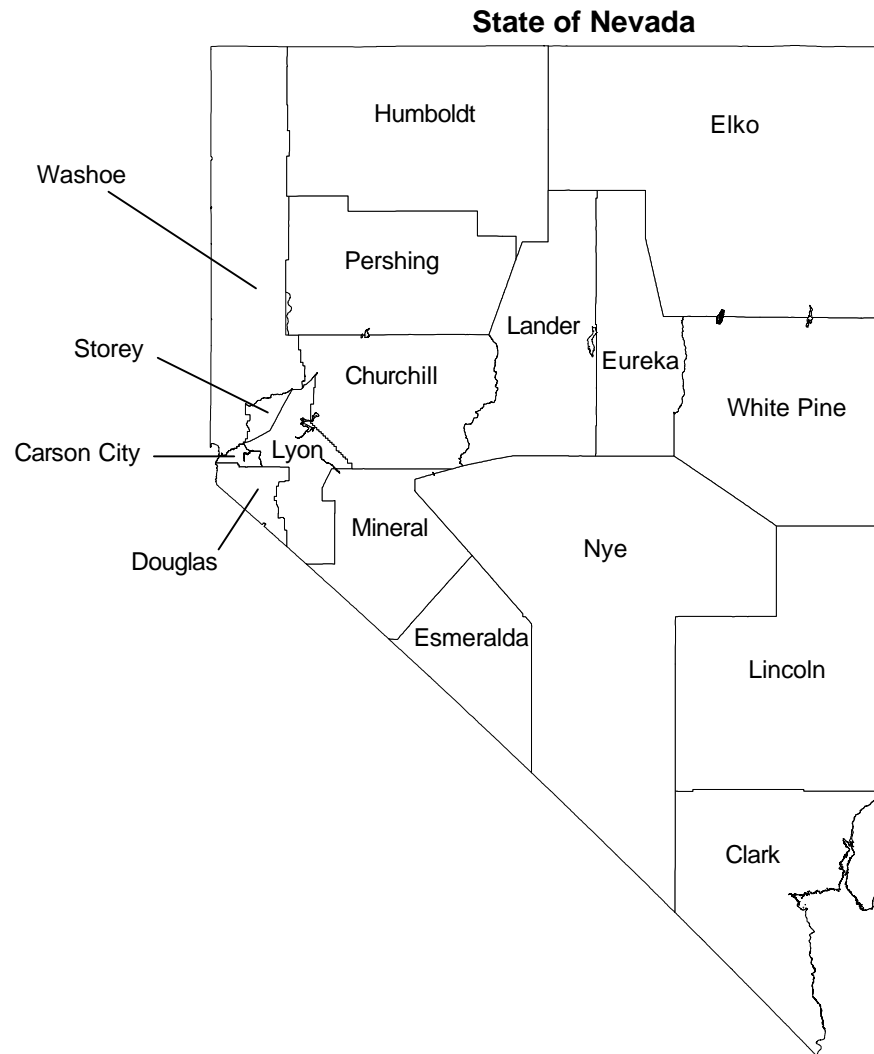 State of Nevada
Humboldt
Elko
Washoe
Pershing
Lander
Storey
Churchill
Eureka
White Pine
Carson City
Lyon
Mineral
Nye
Douglas
Esmeralda
Lincoln
Clark